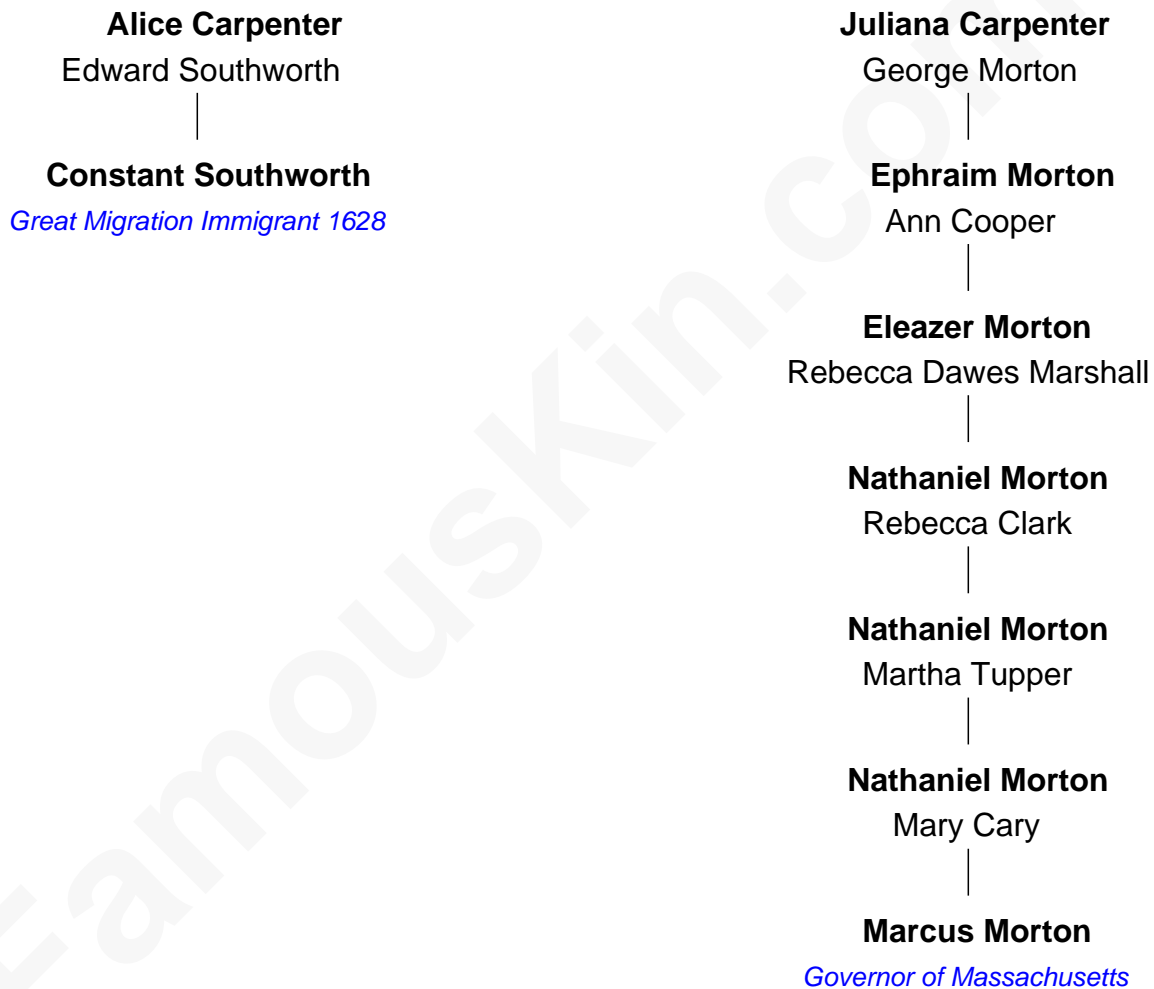 Alice Carpenter
Edward Southworth
Constant Southworth
Great Migration Immigrant 1628
Juliana Carpenter
George Morton
Ephraim Morton
Ann Cooper
Eleazer Morton
Rebecca Dawes Marshall
Nathaniel Morton
Rebecca Clark
Nathaniel Morton
Martha Tupper
Nathaniel Morton
Mary Cary
Marcus Morton
Governor of Massachusetts
FamousKin.com